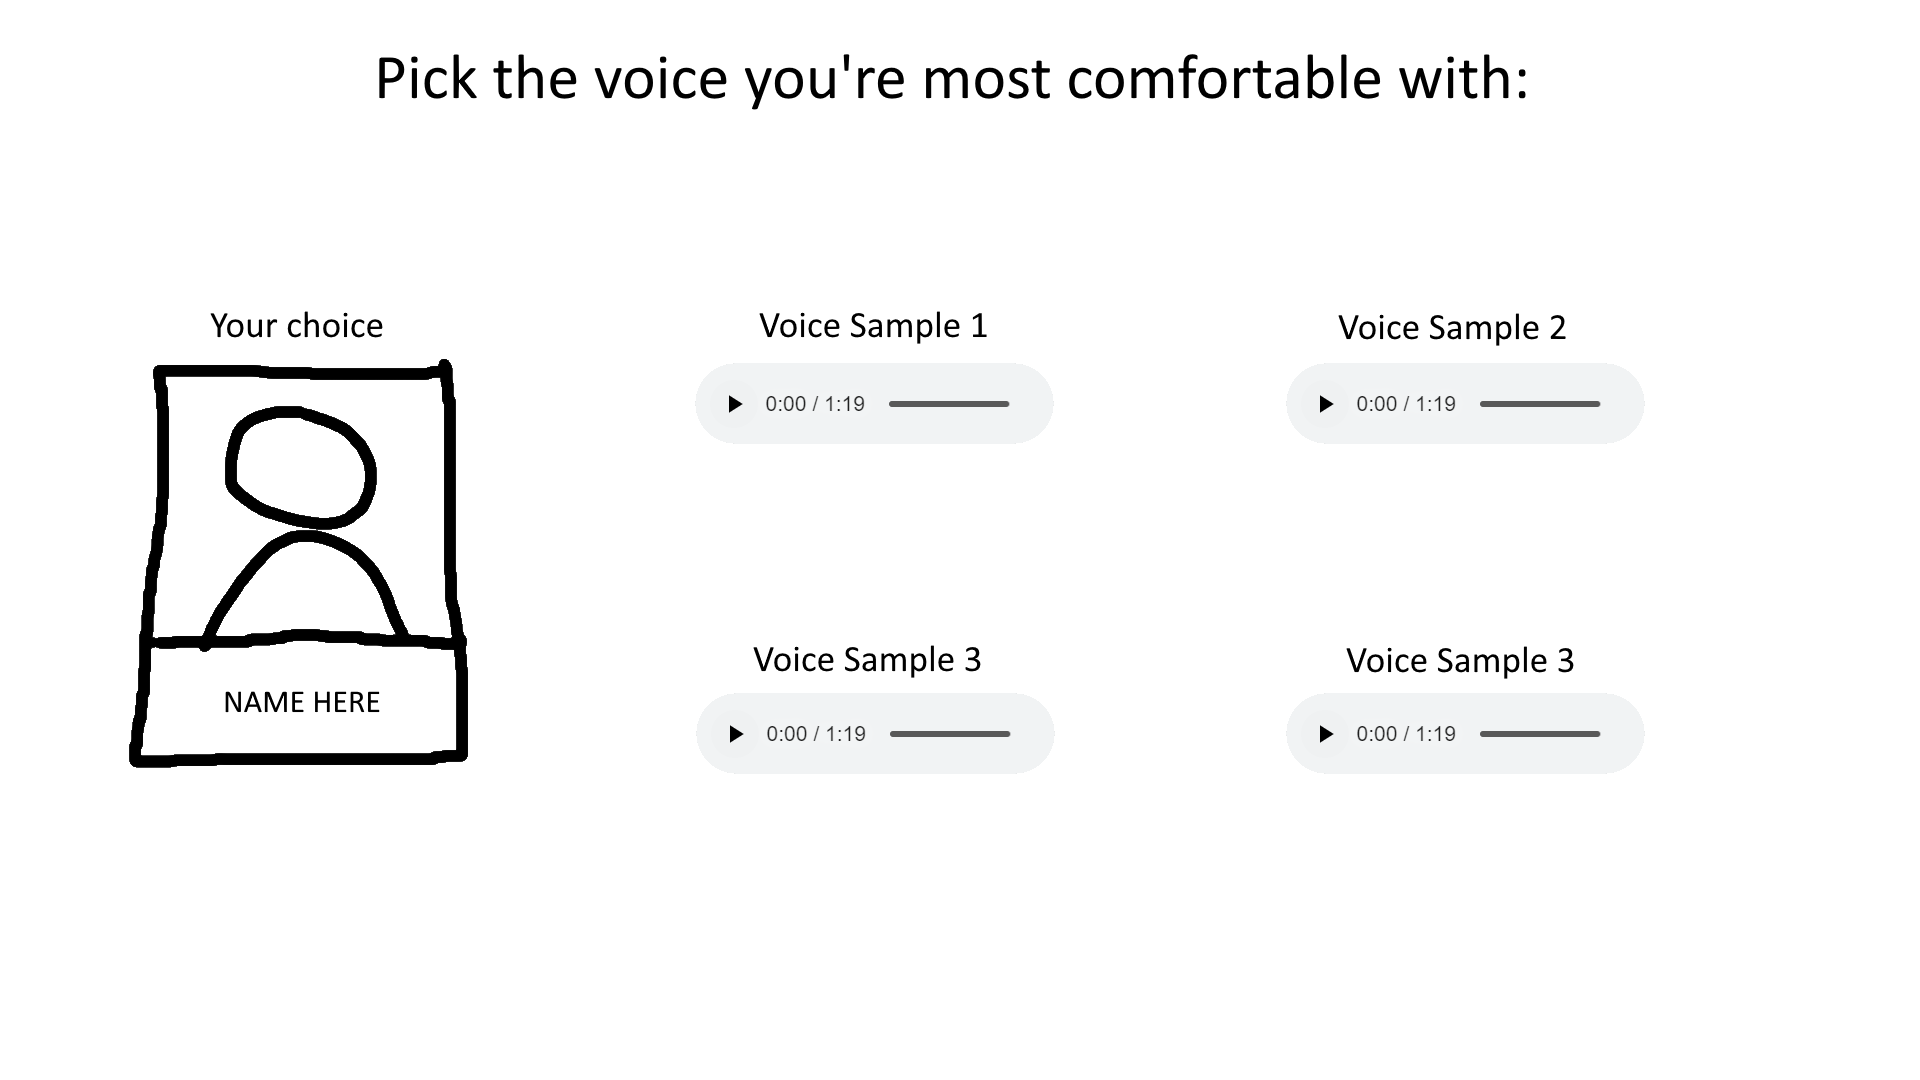 Pick the voice you're most comfortable with:
Your choice
Voice Sample 1
Voice Sample 2
0:00 / 1:19
0:00 / 1:19
Voice Sample 3
Voice Sample 3
NAME HERE
0:00 / 1:19
0:00 / 1:19